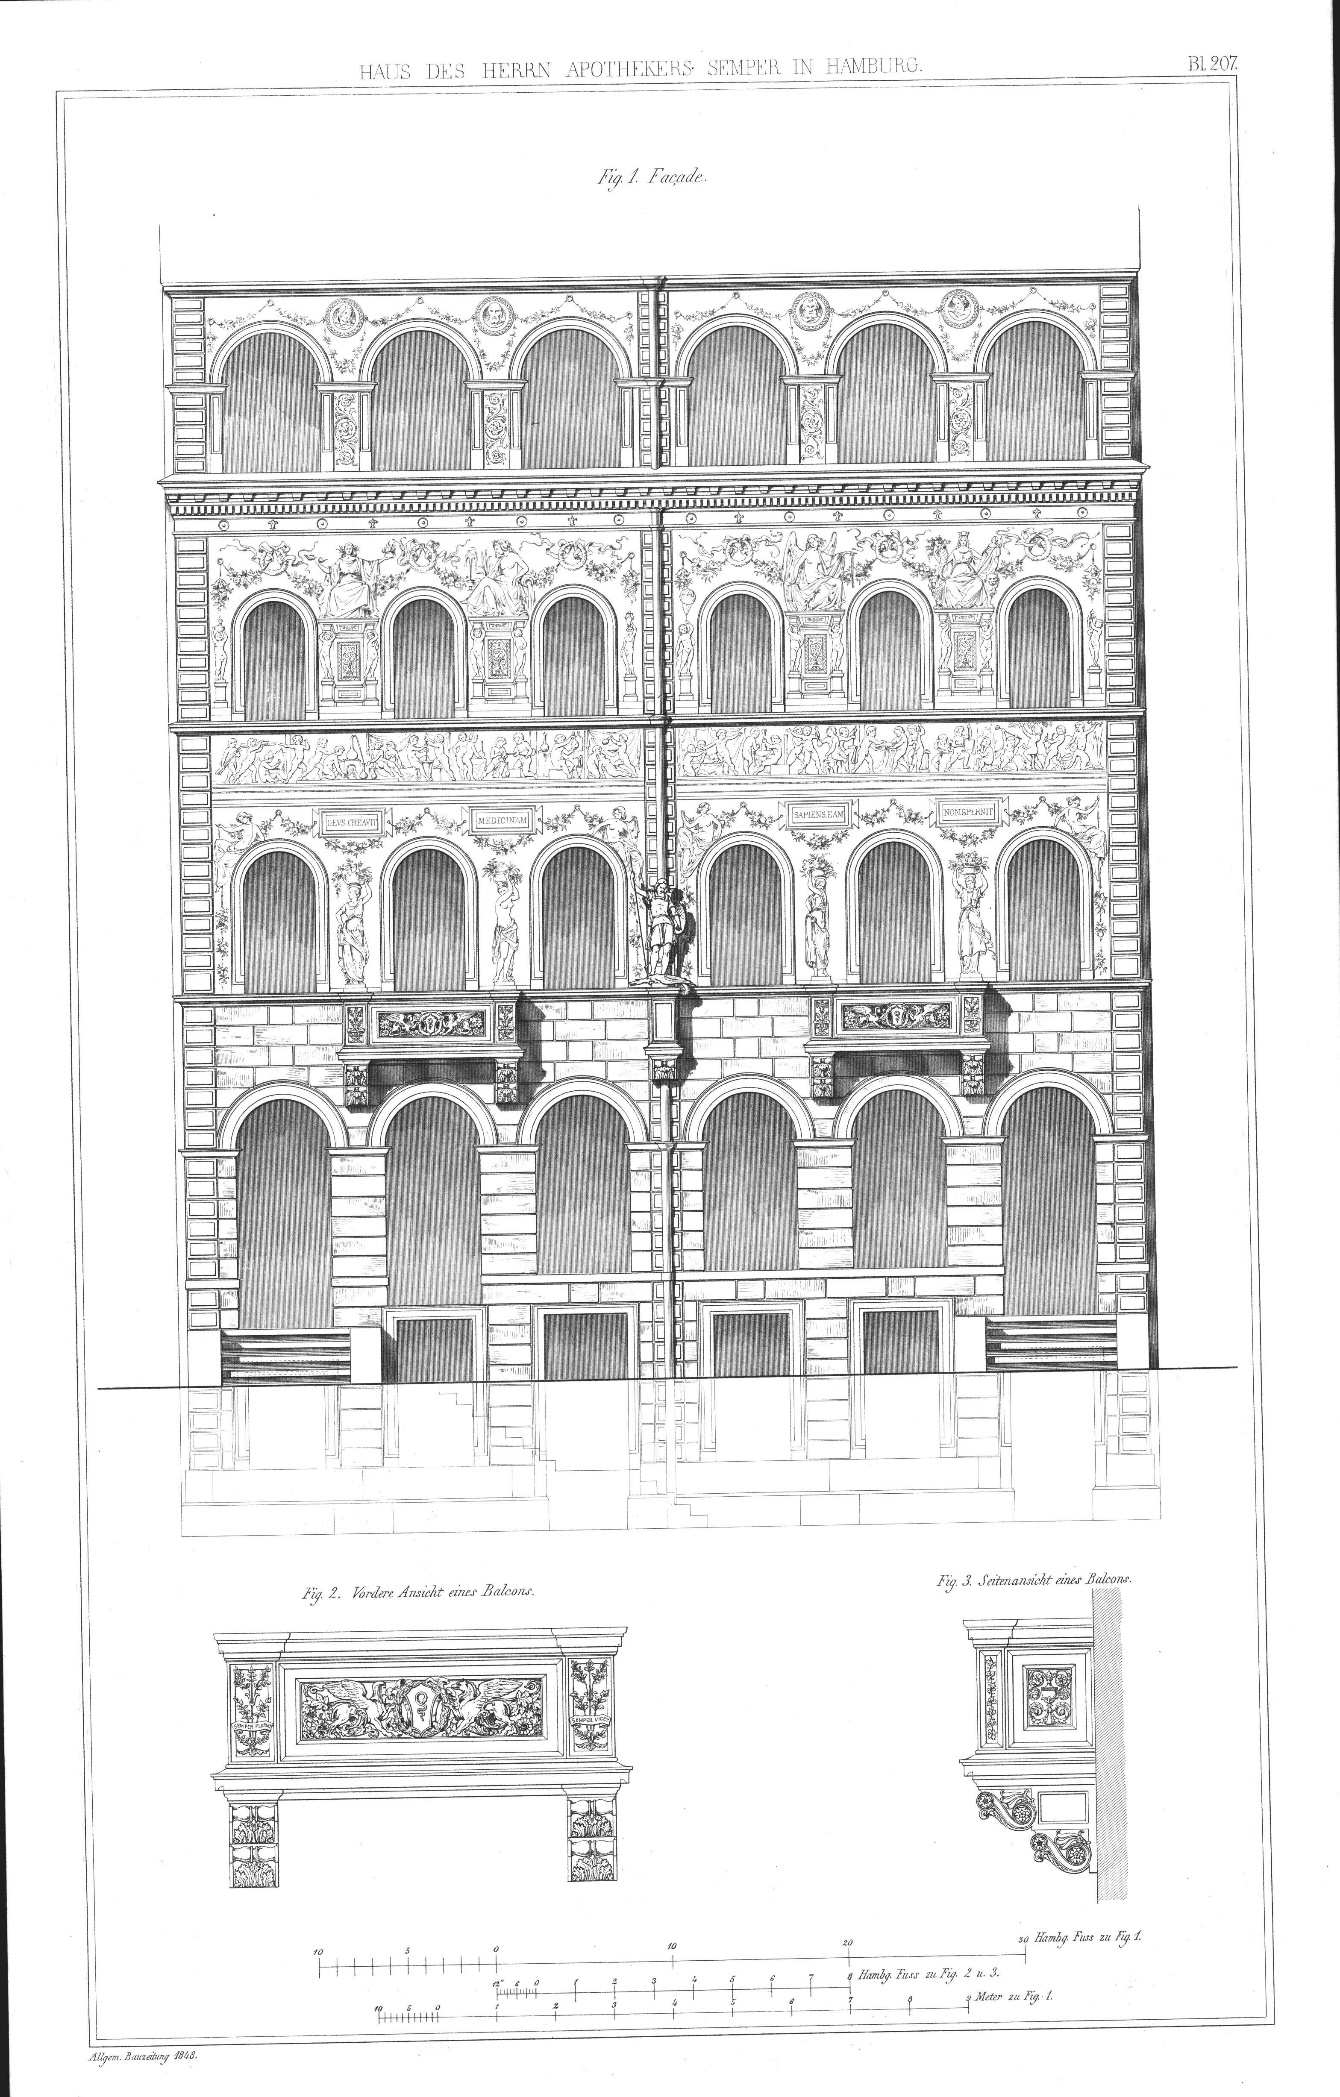 HAUS DES HERRN APOTHEKERS SEMPER IN HAMBURG.
Bl. 207.
Fig. 1. Façade.
DEVS. CREAVIT
MEDICINAM
SAPIENS. EAM
NON. SPERNIT
Fig. 2. Vordere Ansicht eines Balcons.
Fig. 3. Seitenansicht eines Balcons.
SEMPER
SEMPER
10 5 0 10 20 30 Hambg. Fuss zu Fig. 1.
12" 6 0 1 2 3 4 5 6 7 8 Hambg. Fuss zu Fig. 2 u. 3.
10 5 0 1 2 3 4 5 6 7 8 9 Meter zu Fig. 1.
Allgem. Bauzeitung 1848.